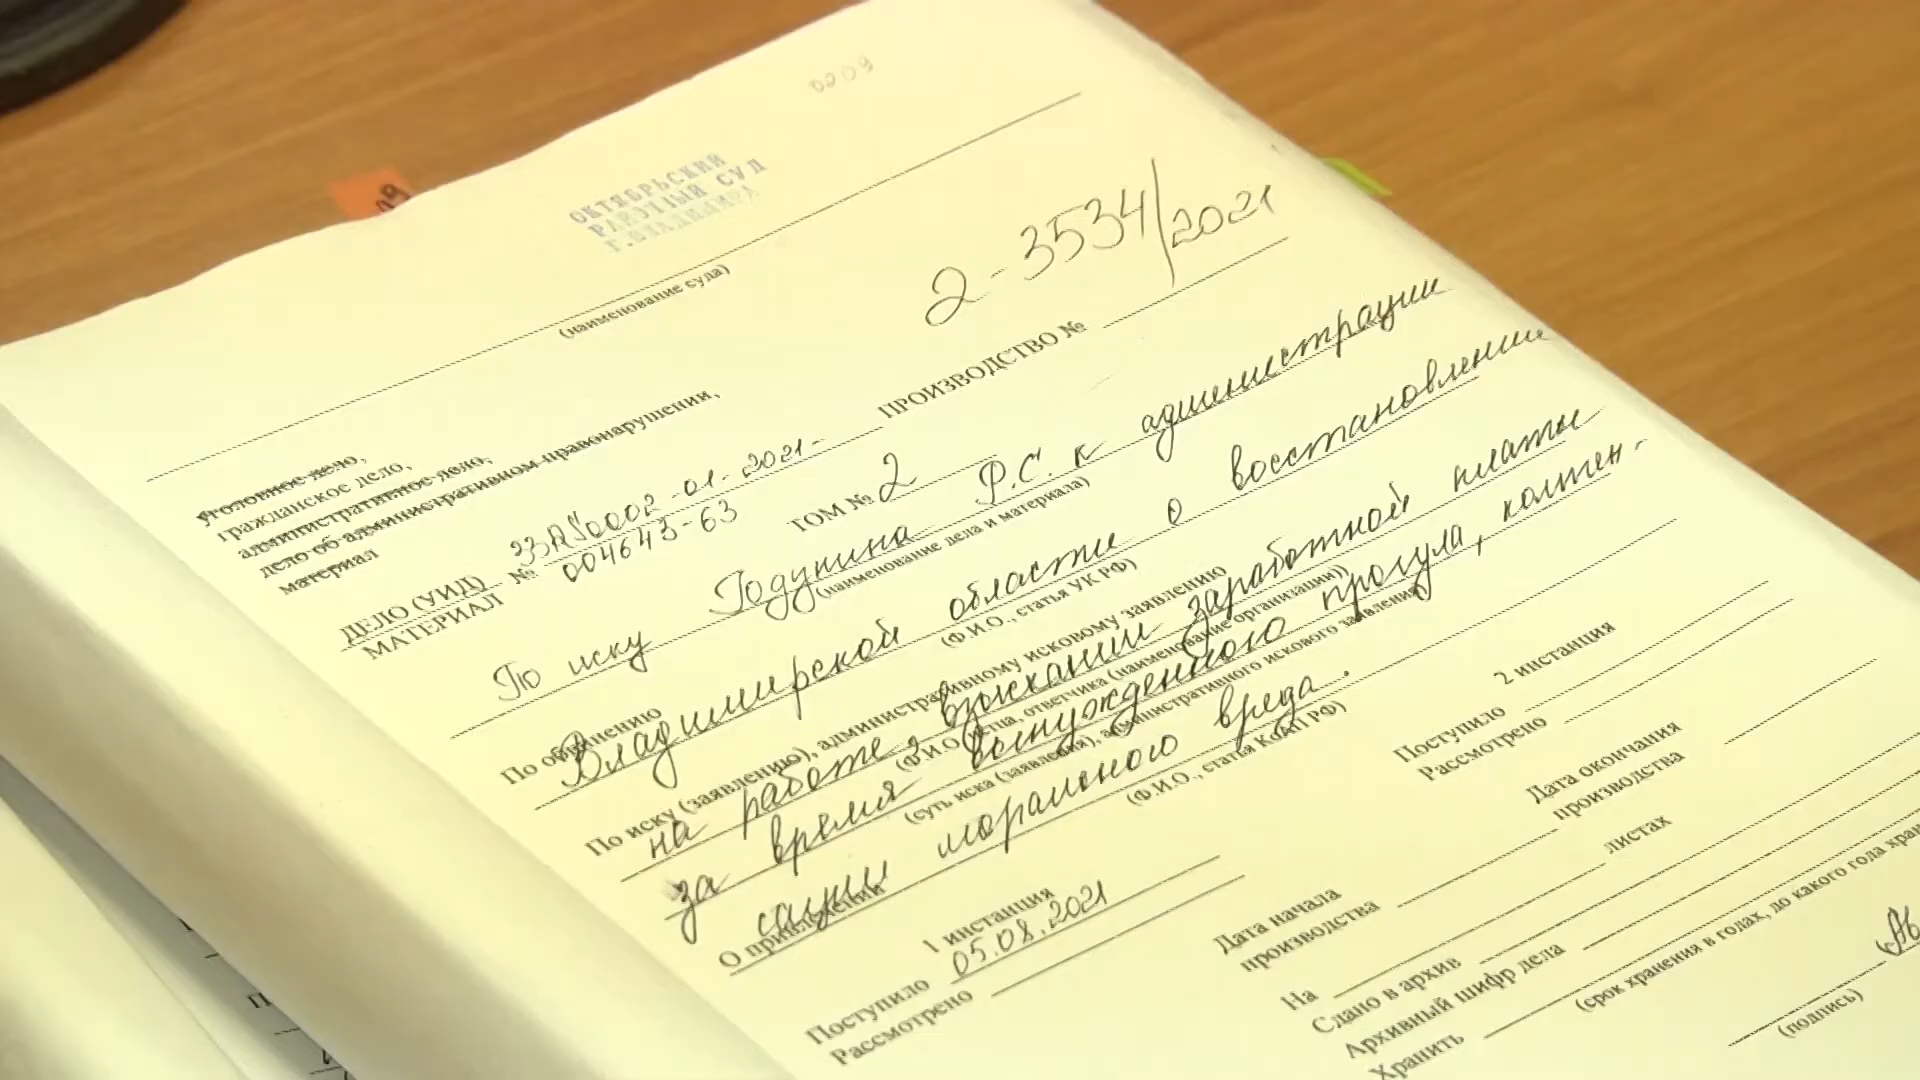 0209
ОКТЯБРЬСКИЙ
РАЙОННЫЙ СУД
Г.ВЛАДИМИРА
(наименование суда)
2-3534/2021
уголовное дело,
гражданское дело,
административное дело,
дело об административном правонарушении,
материал
ПРОИЗВОДСТВО №
ДЕЛО (УИД)
МАТЕРИАЛ №
33RS0002-01-2021-
004643-63
ТОМ № 2
По иску Годунина Ф.С. к администрации
(наименование дела и материала)
По обвинению
Владимирской области о восстановлении
(Ф.И.О., статья УК РФ)
По иску (заявлению), административному исковому заявлению
на работе, взыскании заработной платы
(Ф.И.О. истца, ответчика (наименование организации))
за время вынужденного прогула, компен-
(суть иска (заявления), административного искового заявления)
О привлечении
сации морального вреда.
(Ф.И.О., статья КоАП РФ)
1 инстанция
Поступило 05.08.2021
Рассмотрено
2 инстанция
Поступило
Рассмотрено
Дата начала
производства
Дата окончания
производства
На листах
Сдано в архив
Архивный шифр дела
Хранить
(срок хранения в годах, до какого года
(подпись)